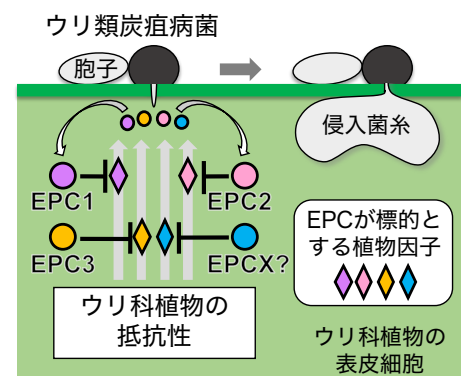 ウリ類炭疽病菌
胞子
侵入菌糸
EPC1
EPC2
EPC3
EPCX?
EPCが標的と
する植物因子
ウリ科植物の
抵抗性
ウリ科植物の
表皮細胞